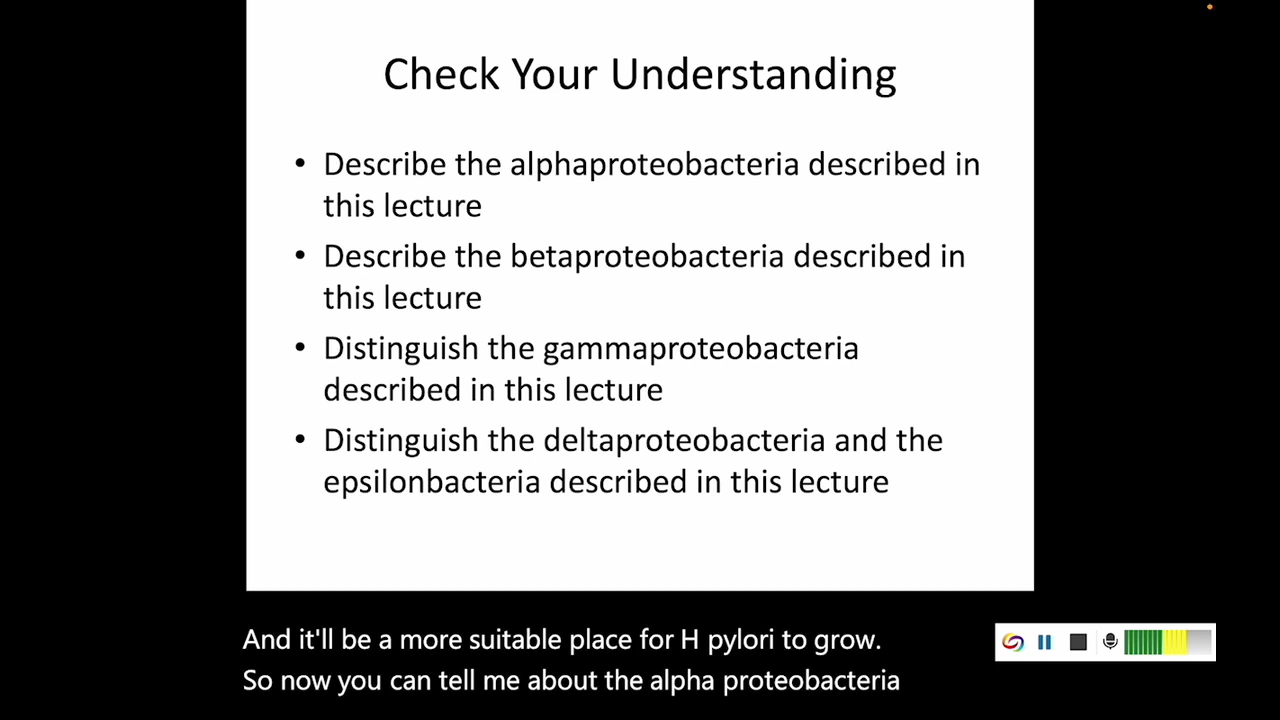 Check Your Understanding
• Describe the alphaproteobacteria described in
this lecture
• Describe the betaproteobacteria described in
this lecture
• Distinguish the gammaproteobacteria
described in this lecture
• Distinguish the deltaproteobacteria and the
epsilonbacteria described in this lecture
And it'll be a more suitable place for H pylori to grow.
So now you can tell me about the alpha proteobacteria